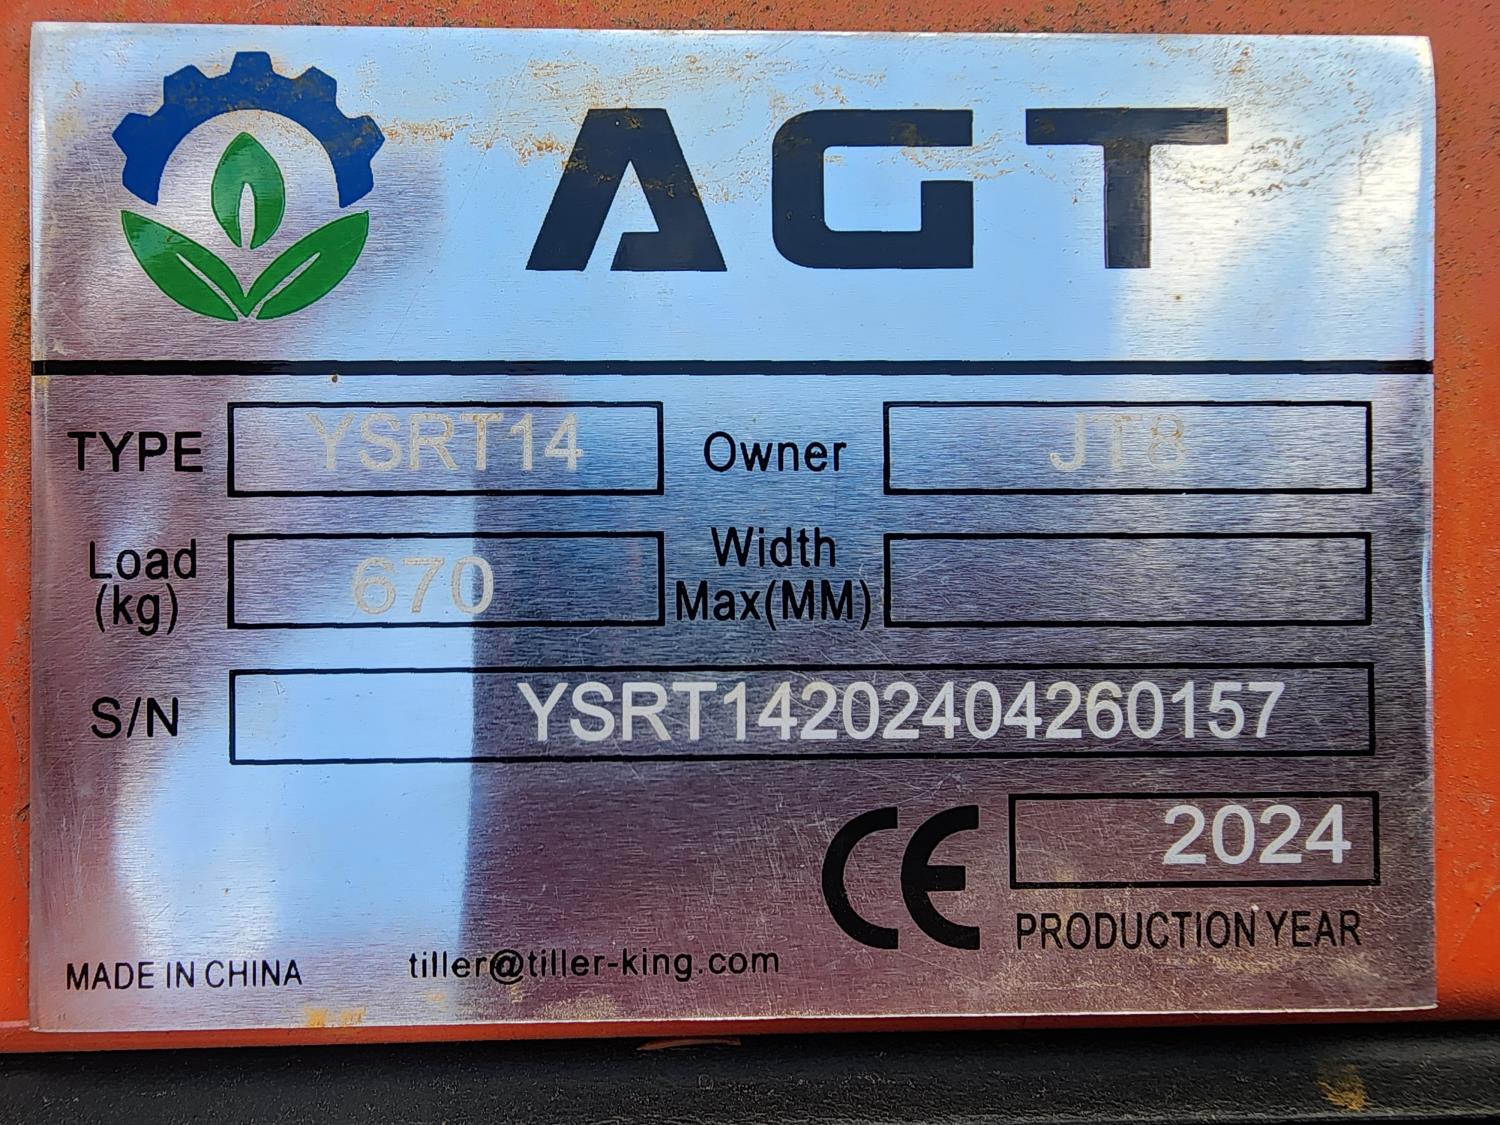 AGT
TYPE YSRT14 Owner JT8
Load (kg) 670 Width Max(MM)
S/N YSRT14202404260157
CE 2024
PRODUCTION YEAR
MADE IN CHINA tiller@tiller-king.com